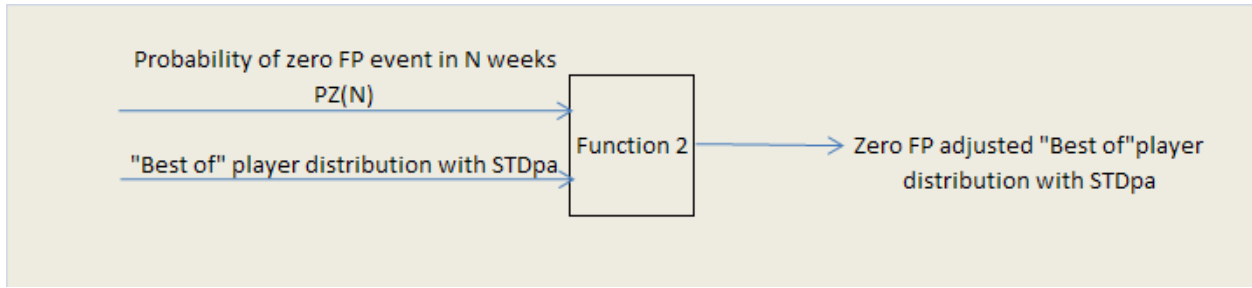 Probability of zero FP event in N weeks
PZ(N)
"Best of" player distribution with STDpa
Function 2
Zero FP adjusted "Best of"player
distribution with STDpa